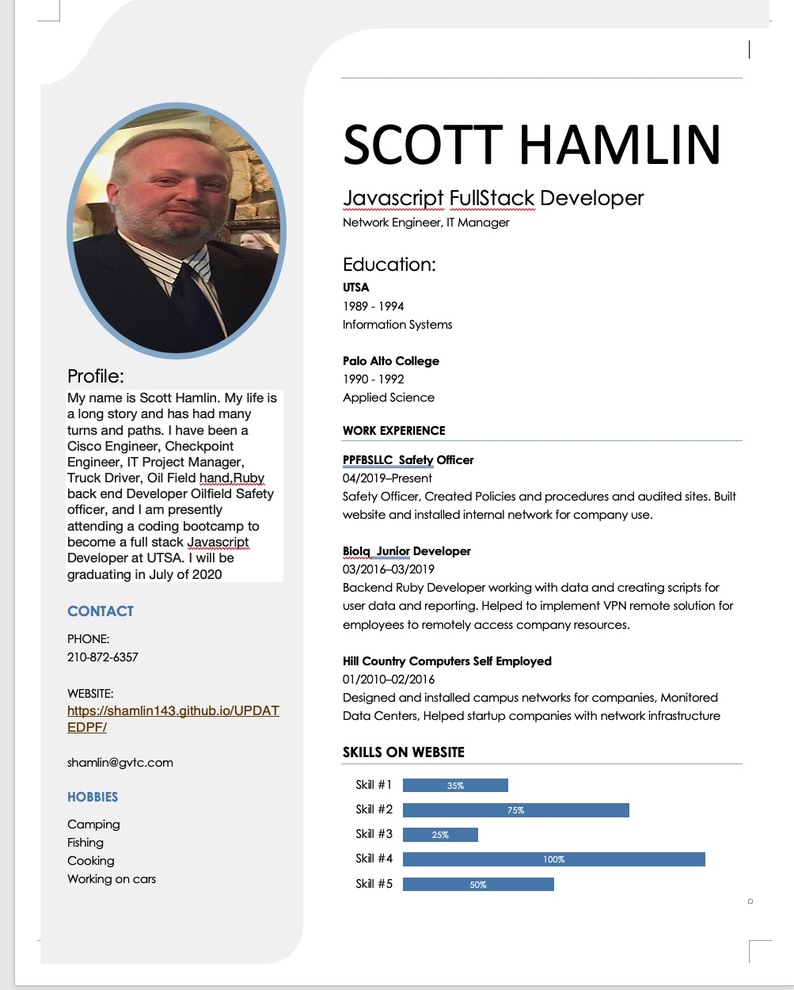 SCOTT HAMLIN
Javascript FullStack Developer
Network Engineer, IT Manager
Education:
UTSA
1989 - 1994
Information Systems
Palo Alto College
1990 - 1992
Applied Science
WORK EXPERIENCE
PPFBSLLC  Safety Officer
04/2019–Present
Safety Officer, Created Policies and procedures and audited sites. Built
website and installed internal network for company use.
Biolq  Junior Developer
03/2016–03/2019
Backend Ruby Developer working with data and creating scripts for
user data and reporting. Helped to implement VPN remote solution for
employees to remotely access company resources.
Hill Country Computers Self Employed
01/2010–02/2016
Designed and installed campus networks for companies, Monitored
Data Centers, Helped startup companies with network infrastructure
SKILLS ON WEBSITE
Skill #1 35%
Skill #2 75%
Skill #3 25%
Skill #4 100%
Skill #5 50%
Profile:
My name is Scott Hamlin. My life is
a long story and has had many
turns and paths. I have been a
Cisco Engineer, Checkpoint
Engineer, IT Project Manager,
Truck Driver, Oil Field hand,Ruby
back end Developer Oilfield Safety
officer, and I am presently
attending a coding bootcamp to
become a full stack Javascript
Developer at UTSA. I will be
graduating in July of 2020
CONTACT
PHONE:
210-872-6357
WEBSITE:
https://shamlin143.github.io/UPDAT
EDPF/
shamlin@gvtc.com
HOBBIES
Camping
Fishing
Cooking
Working on cars